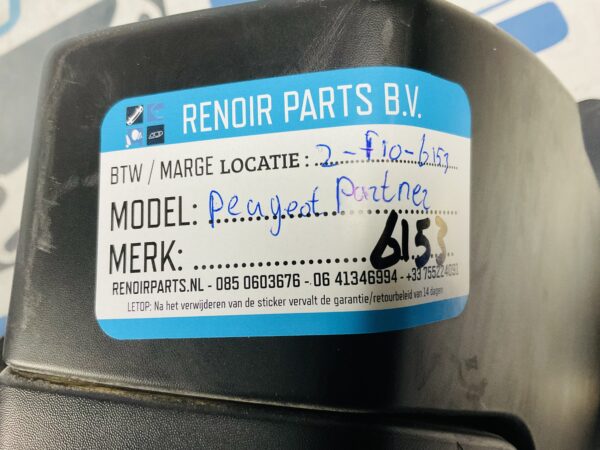 RENOIR PARTS B.V.
BTW / MARGE LOCATIE : 2-F10-6153
MODEL: Peugeot Partner
MERK: 6153
RENOIRPARTS.NL - 085 0603676 - 06 41346994 - +33 755224093
LETOP: Na het verwijderen van de sticker vervalt de garantie/retourbeleid van 14 dagen